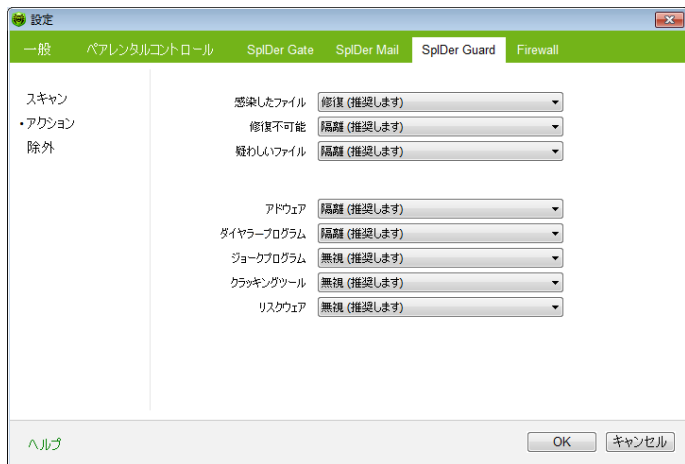 設定
一般 ペアレンタルコントロール SpIDer Gate SpIDer Mail SpIDer Guard Firewall
スキャン
・アクション
除外
感染したファイル 修復 (推奨します)
修復不可能 隔離 (推奨します)
疑わしいファイル 隔離 (推奨します)
アドウェア 隔離 (推奨します)
ダイヤラープログラム 隔離 (推奨します)
ジョークプログラム 無視 (推奨します)
クラッキングツール 無視 (推奨します)
リスクウェア 無視 (推奨します)
ヘルプ OK キャンセル